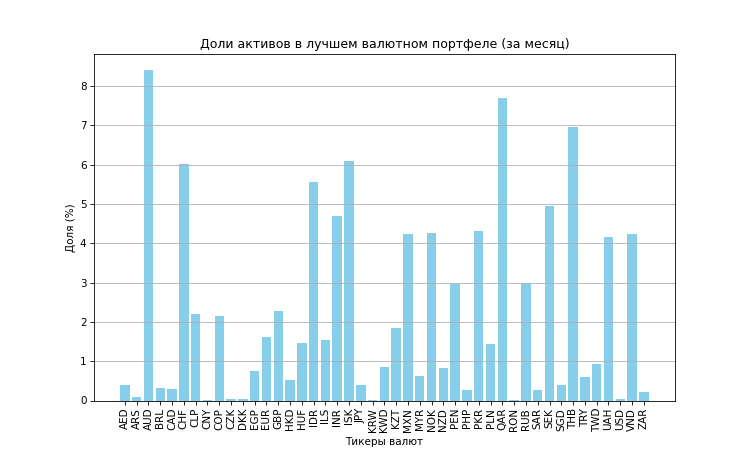 Доли активов в лучшем валютном портфеле (за месяц)
Доля (%)
8
7
6
5
4
3
2
1
0
AED ARS AUD BRL CAD CHF CLP CNY COP CZK DKK EGP EUR GBP HKD HUF IDR ILS INR ISK JPY KRW KWD KZT MXN MYR NOK NZD PEN PHP PKR PLN QAR RON RUB SAR SEK SGD THB TRY TWD UAH USD VND ZAR
Тикеры валют